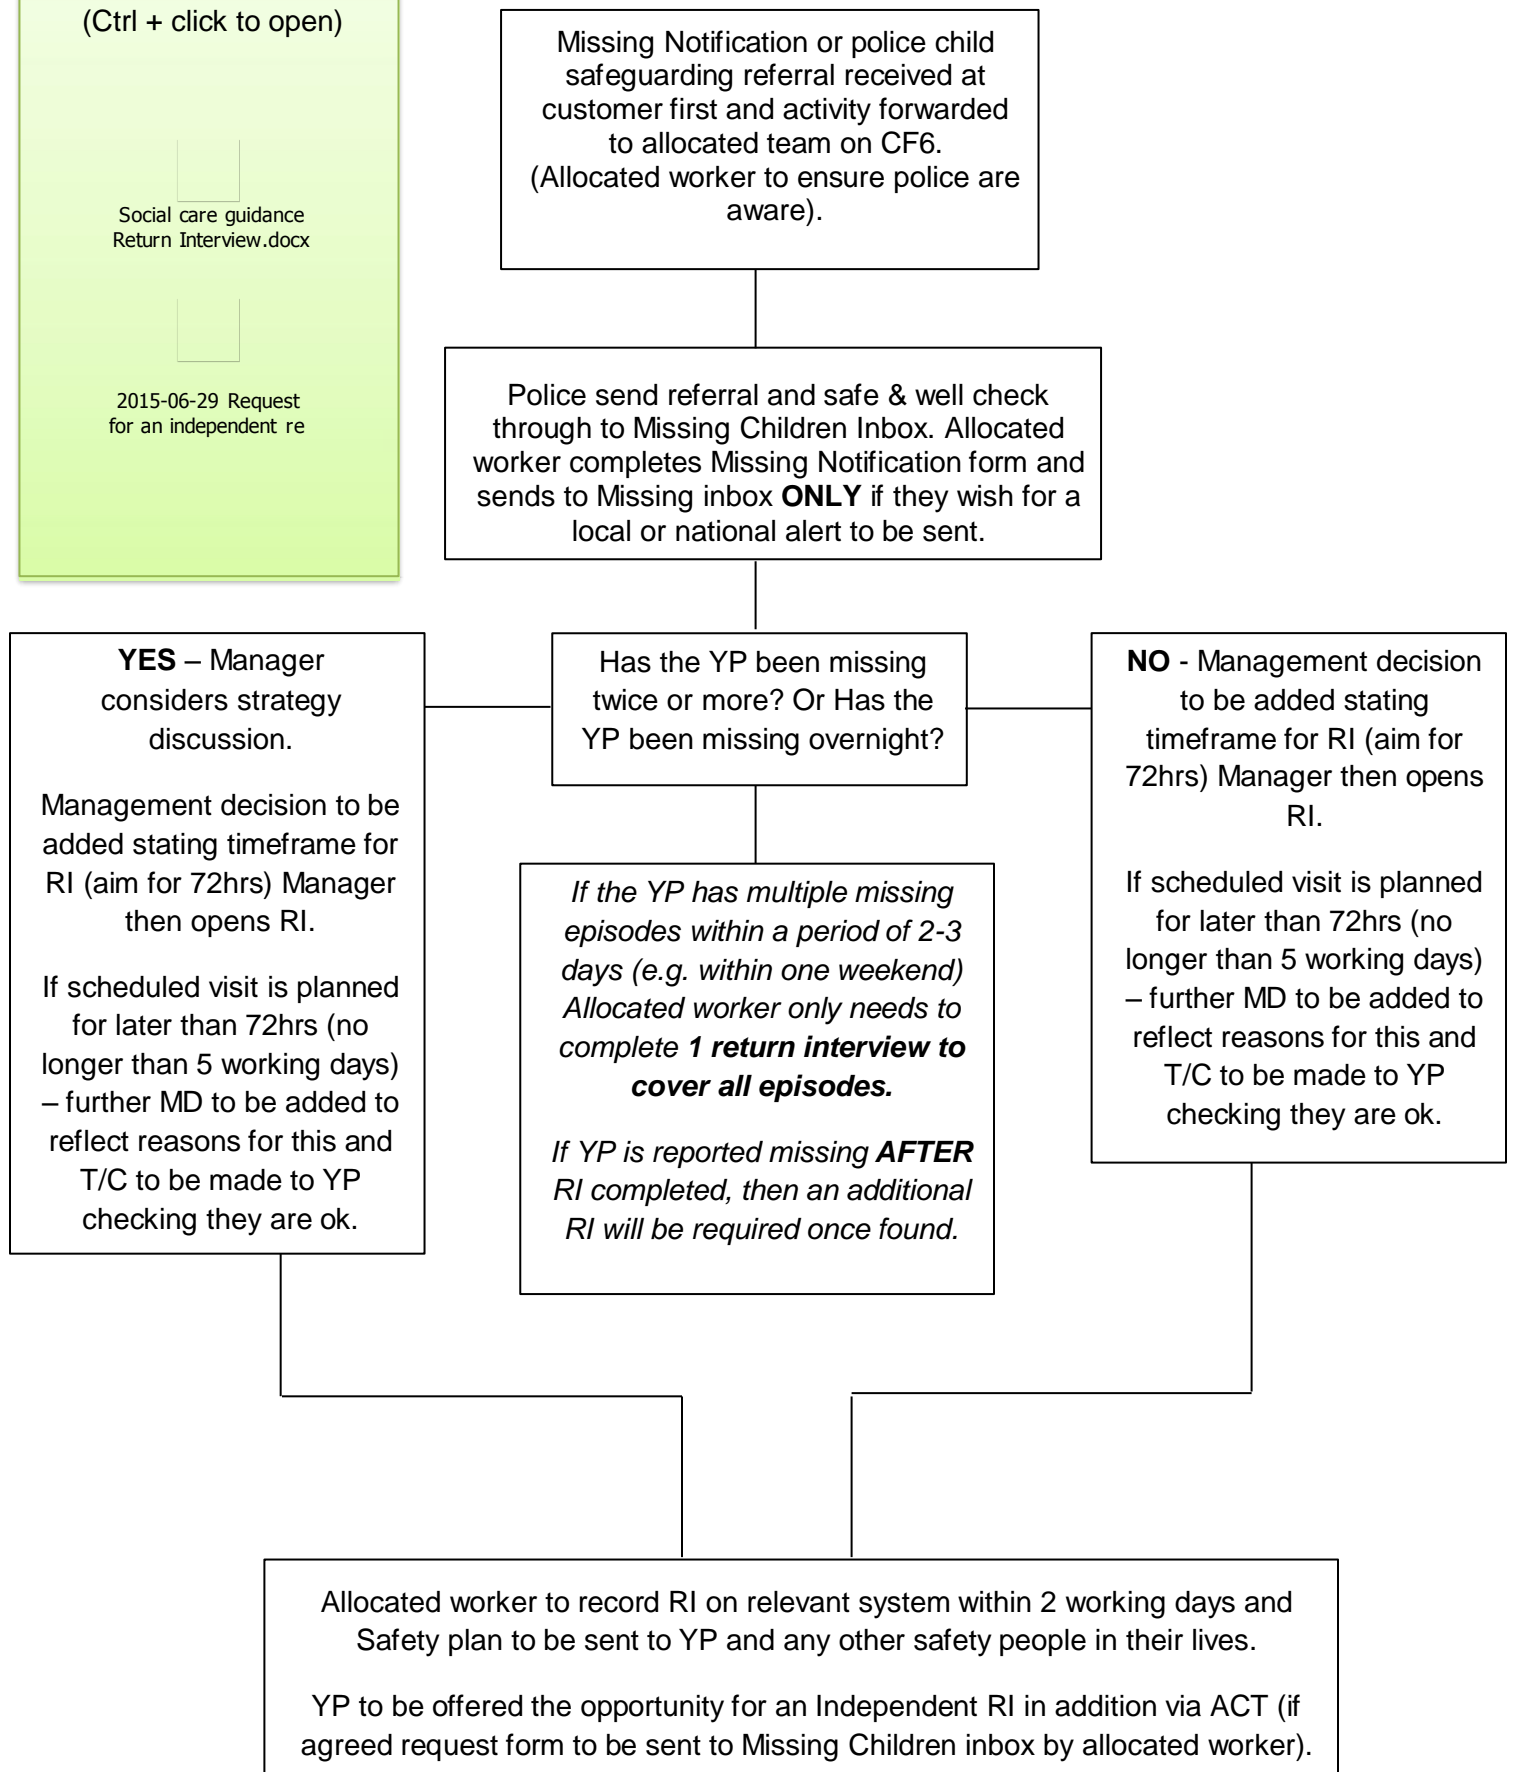 (Ctrl + click to open)
Social care guidance
Return Interview.docx
2015-06-29 Request
for an independent re
Missing Notification or police child
safeguarding referral received at
customer first and activity forwarded
to allocated team on CF6.
(Allocated worker to ensure police are
aware).
Police send referral and safe & well check
through to Missing Children Inbox. Allocated
worker completes Missing Notification form and
sends to Missing inbox ONLY if they wish for a
local or national alert to be sent.
YES – Manager
considers strategy
discussion.
Management decision to be
added stating timeframe for
RI (aim for 72hrs) Manager
then opens RI.
If scheduled visit is planned
for later than 72hrs (no
longer than 5 working days)
– further MD to be added to
reflect reasons for this and
T/C to be made to YP
checking they are ok.
Has the YP been missing
twice or more? Or Has the
YP been missing overnight?
If the YP has multiple missing
episodes within a period of 2-3
days (e.g. within one weekend)
Allocated worker only needs to
complete 1 return interview to
cover all episodes.
If YP is reported missing AFTER
RI completed, then an additional
RI will be required once found.
NO - Management decision
to be added stating
timeframe for RI (aim for
72hrs) Manager then opens
RI.
If scheduled visit is planned
for later than 72hrs (no
longer than 5 working days)
– further MD to be added to
reflect reasons for this and
T/C to be made to YP
checking they are ok.
Allocated worker to record RI on relevant system within 2 working days and
Safety plan to be sent to YP and any other safety people in their lives.
YP to be offered the opportunity for an Independent RI in addition via ACT (if
agreed request form to be sent to Missing Children inbox by allocated worker).